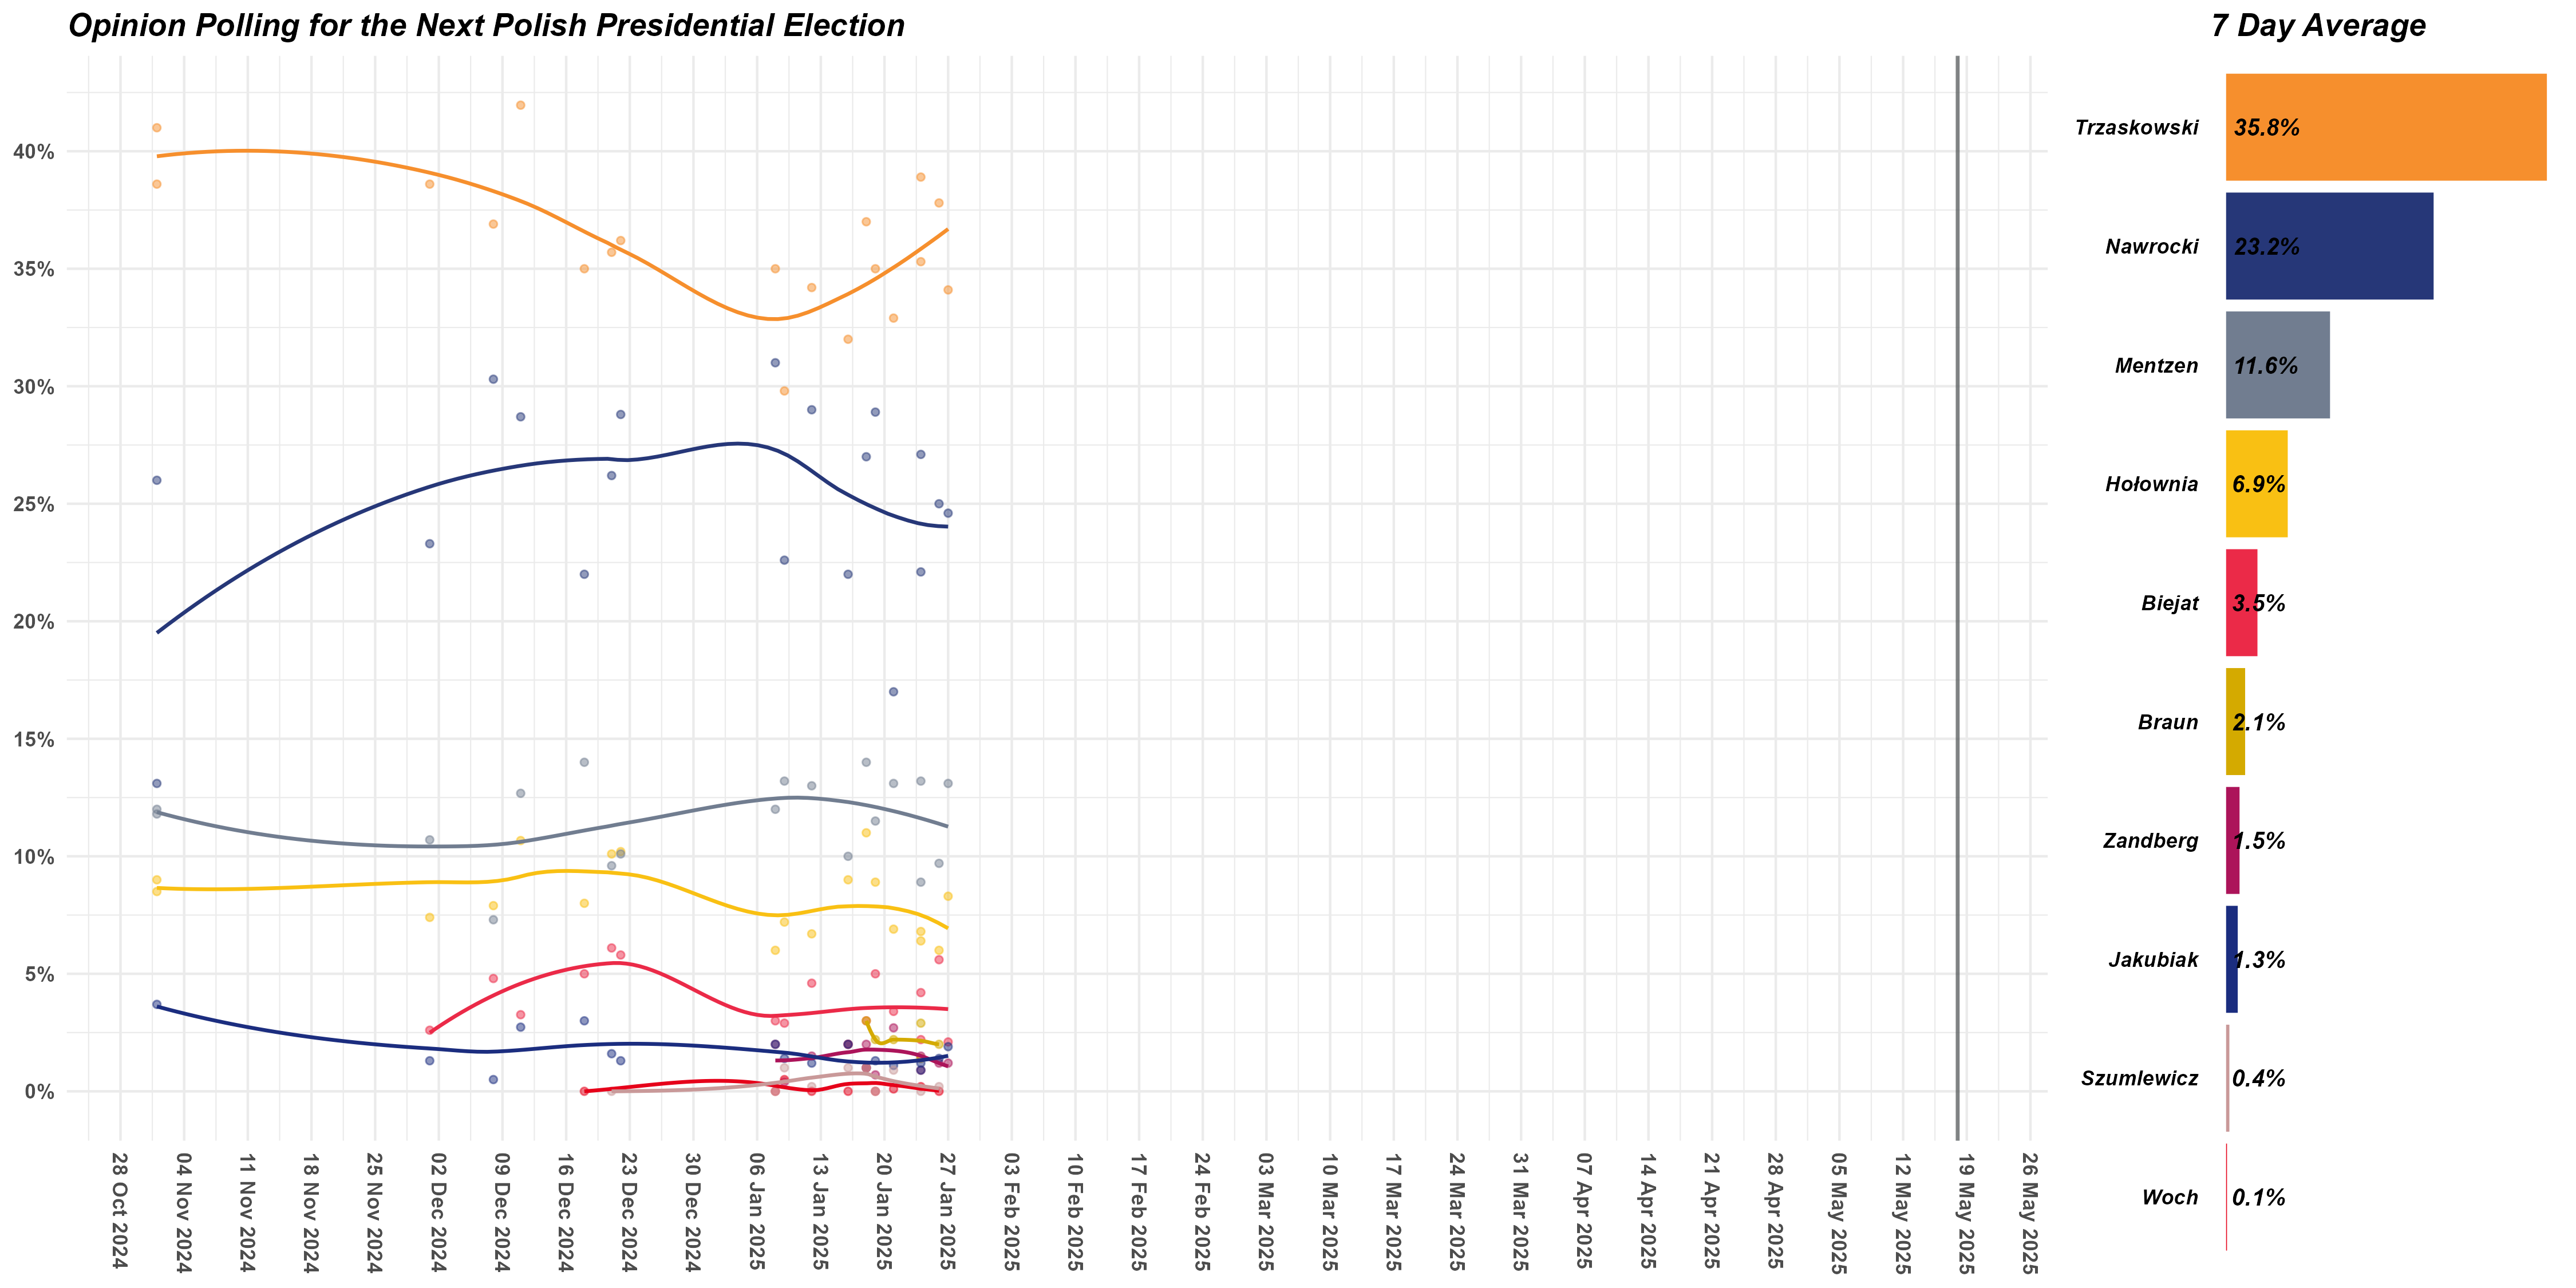 Opinion Polling for the Next Polish Presidential Election
40%
35%
30%
25%
20%
15%
10%
5%
0%
28 Oct 2024
04 Nov 2024
11 Nov 2024
18 Nov 2024
25 Nov 2024
02 Dec 2024
09 Dec 2024
16 Dec 2024
23 Dec 2024
30 Dec 2024
06 Jan 2025
13 Jan 2025
20 Jan 2025
27 Jan 2025
03 Feb 2025
10 Feb 2025
17 Feb 2025
24 Feb 2025
03 Mar 2025
10 Mar 2025
17 Mar 2025
24 Mar 2025
31 Mar 2025
07 Apr 2025
14 Apr 2025
21 Apr 2025
28 Apr 2025
05 May 2025
12 May 2025
19 May 2025
26 May 2025
7 Day Average
Trzaskowski 35.8%
Nawrocki 23.2%
Mentzen 11.6%
Hołownia 6.9%
Biejat 3.5%
Braun 2.1%
Zandberg 1.5%
Jakubiak 1.3%
Szumlewicz 0.4%
Woch 0.1%